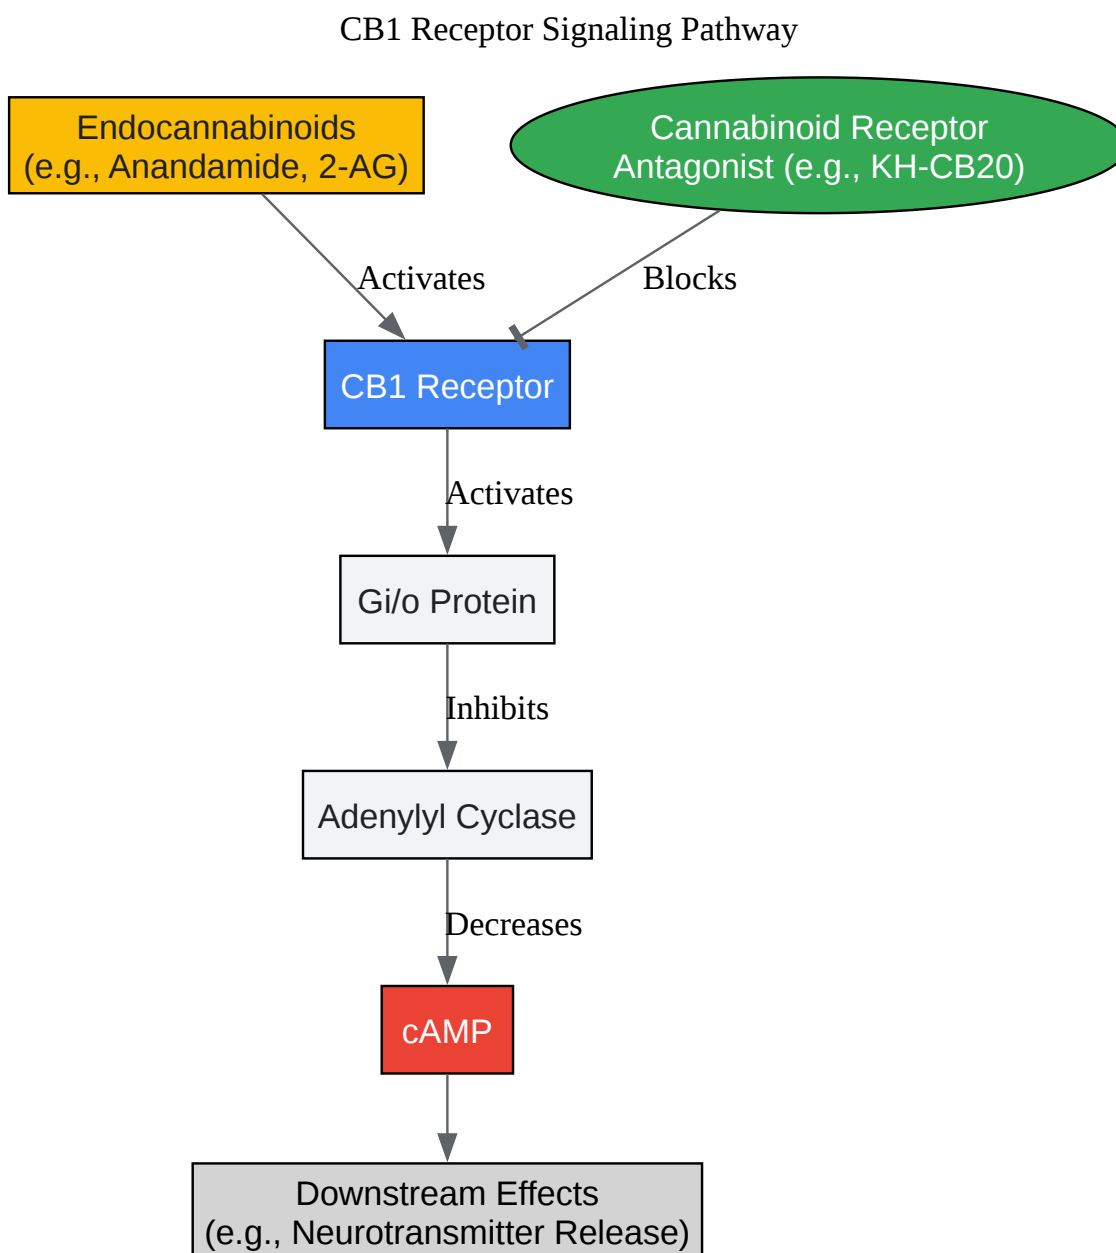 CB1 Receptor Signaling Pathway
Endocannabinoids
(e.g., Anandamide, 2-AG)
Cannabinoid Receptor
Antagonist (e.g., KH-CB20)
Activates
Blocks
CB1 Receptor
Activates
Gi/o Protein
Inhibits
Adenylyl Cyclase
Decreases
cAMP
Downstream Effects
(e.g., Neurotransmitter Release)